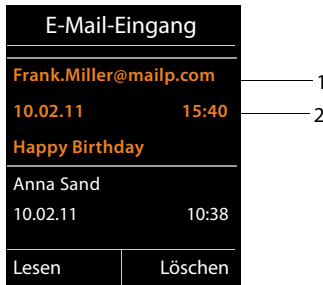 E-Mail-Eingang
Frank.Miller@mailp.com 1
10.02.11 15:40 2
Happy Birthday
Anna Sand
10.02.11 10:38
Lesen Löschen